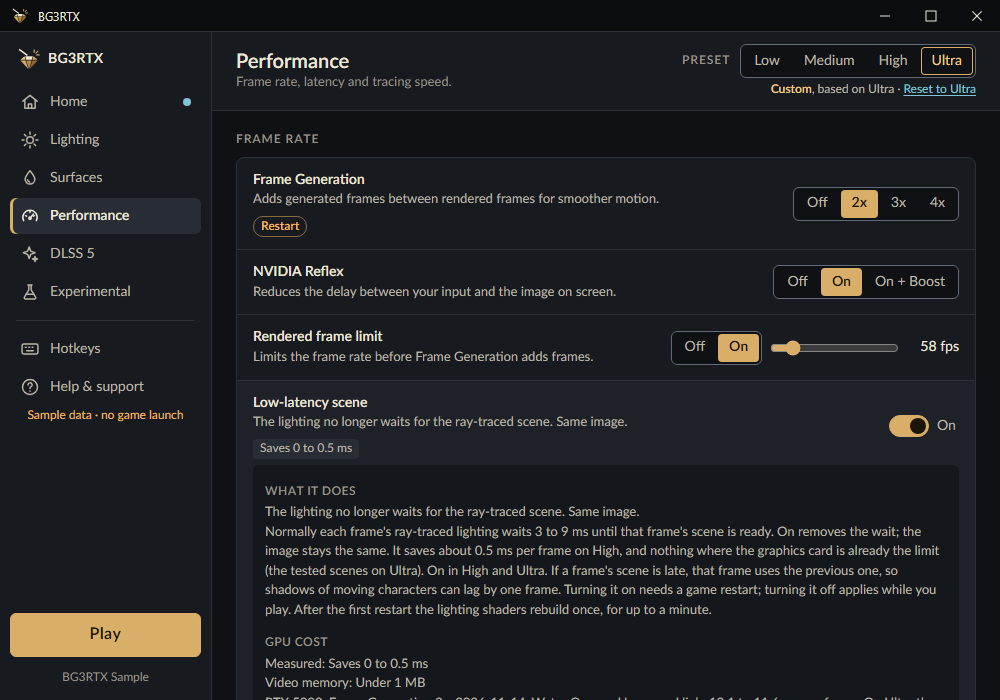 BG3RTX
BG3RTX
Home
Lighting
Surfaces
Performance
DLSS 5
Experimental
Hotkeys
Help & support
Sample data · no game launch
Play
BG3RTX Sample
Performance
Frame rate, latency and tracing speed.
PRESET Low Medium High Ultra
Custom, based on Ultra · Reset to Ultra
FRAME RATE
Frame Generation
Adds generated frames between rendered frames for smoother motion.
Restart
Off 2x 3x 4x
NVIDIA Reflex
Reduces the delay between your input and the image on screen.
Off On On + Boost
Rendered frame limit
Limits the frame rate before Frame Generation adds frames.
Off On 58 fps
Low-latency scene
The lighting no longer waits for the ray-traced scene. Same image.
Saves 0 to 0.5 ms
On
WHAT IT DOES
The lighting no longer waits for the ray-traced scene. Same image.
Normally each frame's ray-traced lighting waits 3 to 9 ms until that frame's scene is ready. On removes the wait; the
image stays the same. It saves about 0.5 ms per frame on High, and nothing where the graphics card is already the limit
(the tested scenes on Ultra). On in High and Ultra. If a frame's scene is late, that frame uses the previous one, so
shadows of moving characters can lag by one frame. Turning it on needs a game restart; turning it off applies while you
play. After the first restart the lighting shaders rebuild once, for up to a minute.
GPU COST
Measured: Saves 0 to 0.5 ms
Video memory: Under 1 MB